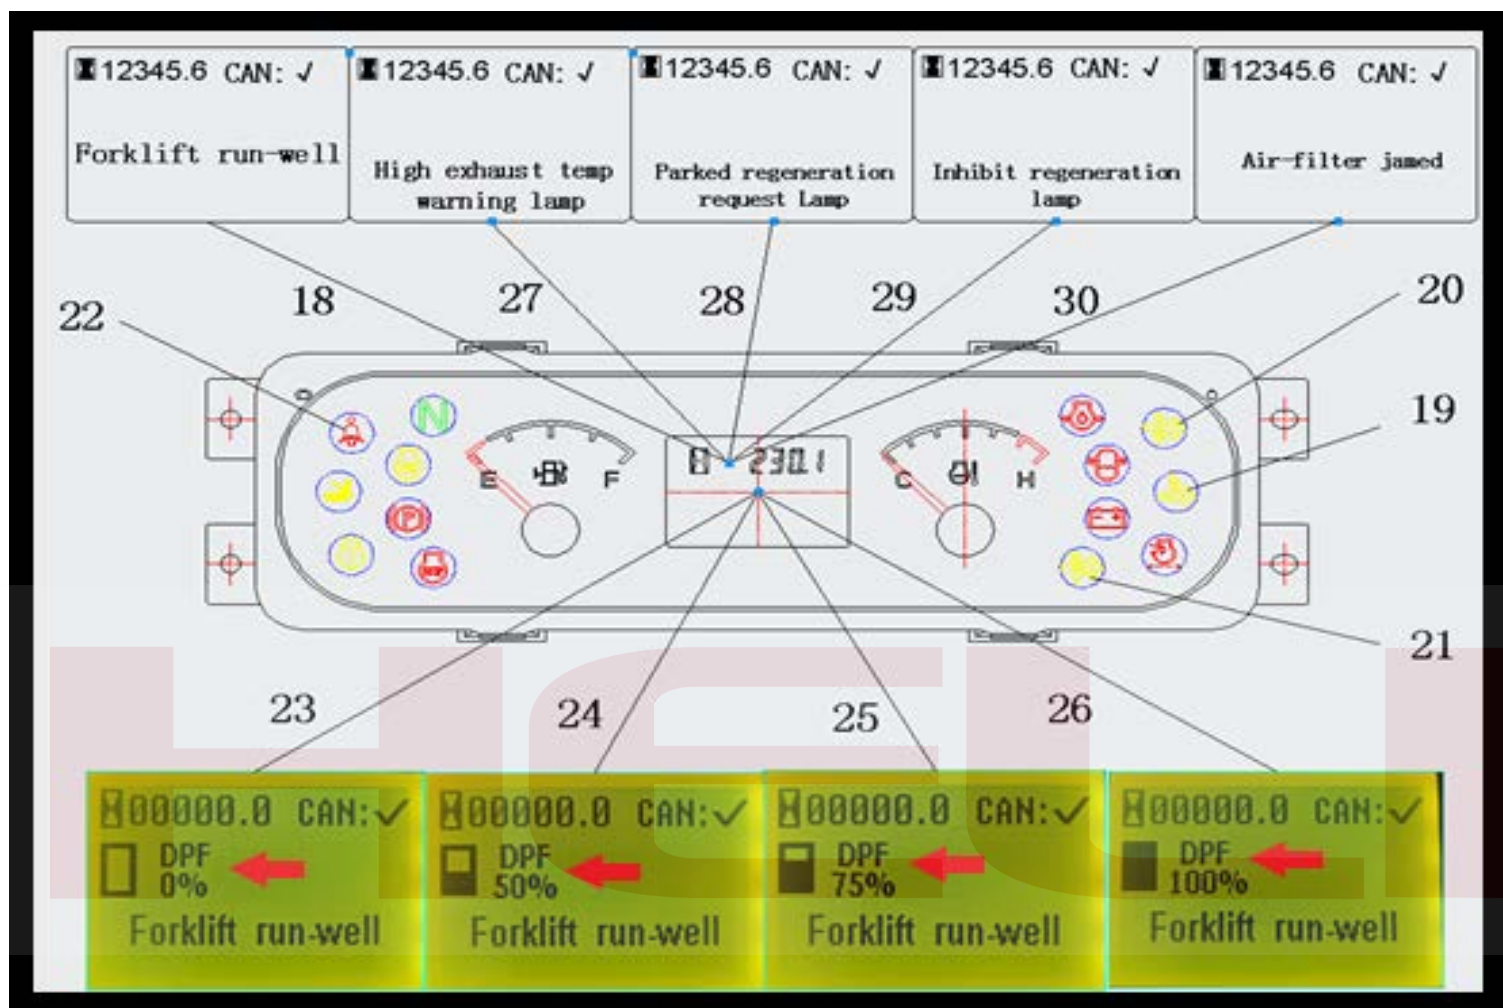 12345.6 CAN: ✓
Forklift run-well
12345.6 CAN: ✓
High exhaust temp
warning lamp
12345.6 CAN: ✓
Parked regeneration
request Lamp
12345.6 CAN: ✓
Inhibit regeneration
lamp
12345.6 CAN: ✓
Air-filter jamed
22
18
27
28
29
30
20
19
N
P
E
F
230.1
C
H
21
23
24
25
26
HELI
00000.0 CAN:✓
DPF
0%
Forklift run-well
00000.0 CAN:✓
DPF
50%
Forklift run-well
00000.0 CAN:✓
DPF
75%
Forklift run-well
00000.0 CAN:✓
DPF
100%
Forklift run-well